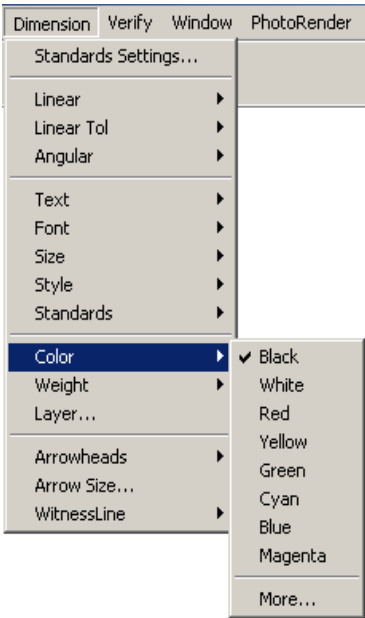 Dimension Verify Window PhotoRender
Standards Settings...
Linear
Linear Tol
Angular
Text
Font
Size
Style
Standards
Color
Weight
Layer...
Arrowheads
Arrow Size...
WitnessLine
Black
White
Red
Yellow
Green
Cyan
Blue
Magenta
More...